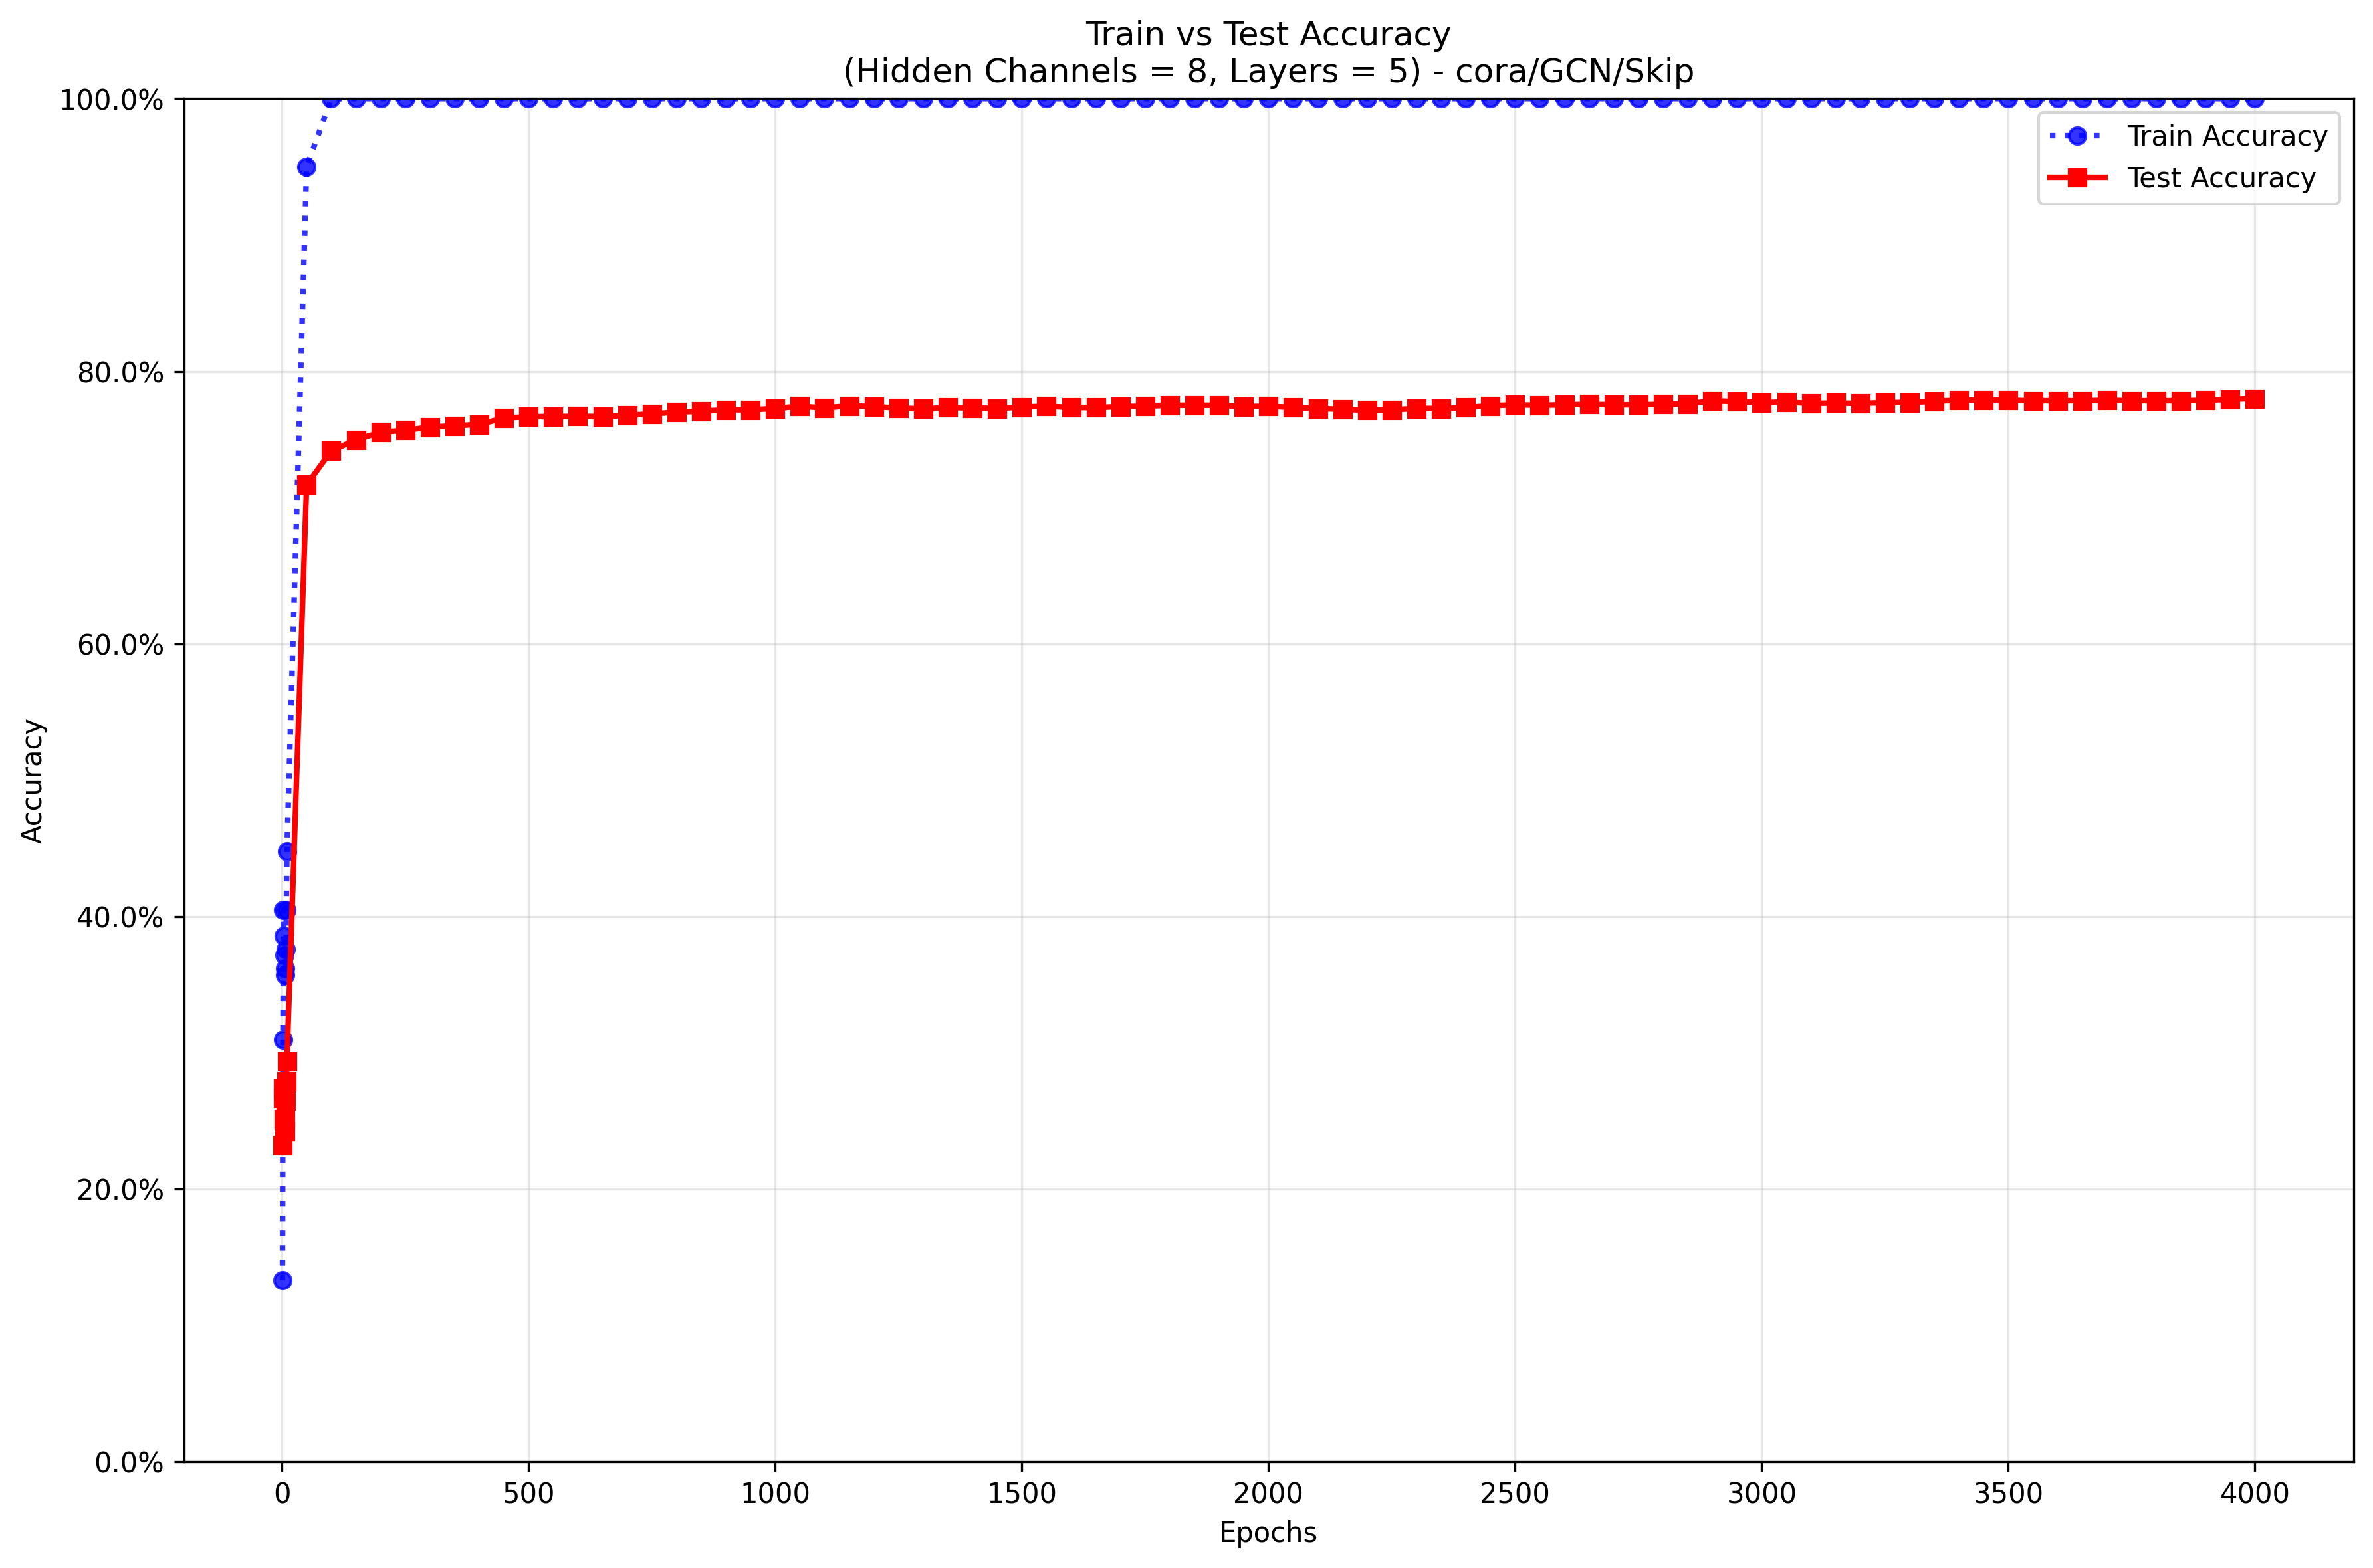 Train vs Test Accuracy
(Hidden Channels = 8, Layers = 5) - cora/GCN/Skip
100.0%
80.0%
60.0%
40.0%
20.0%
0.0%
Accuracy
Train Accuracy
Test Accuracy
0 500 1000 1500 2000 2500 3000 3500 4000
Epochs